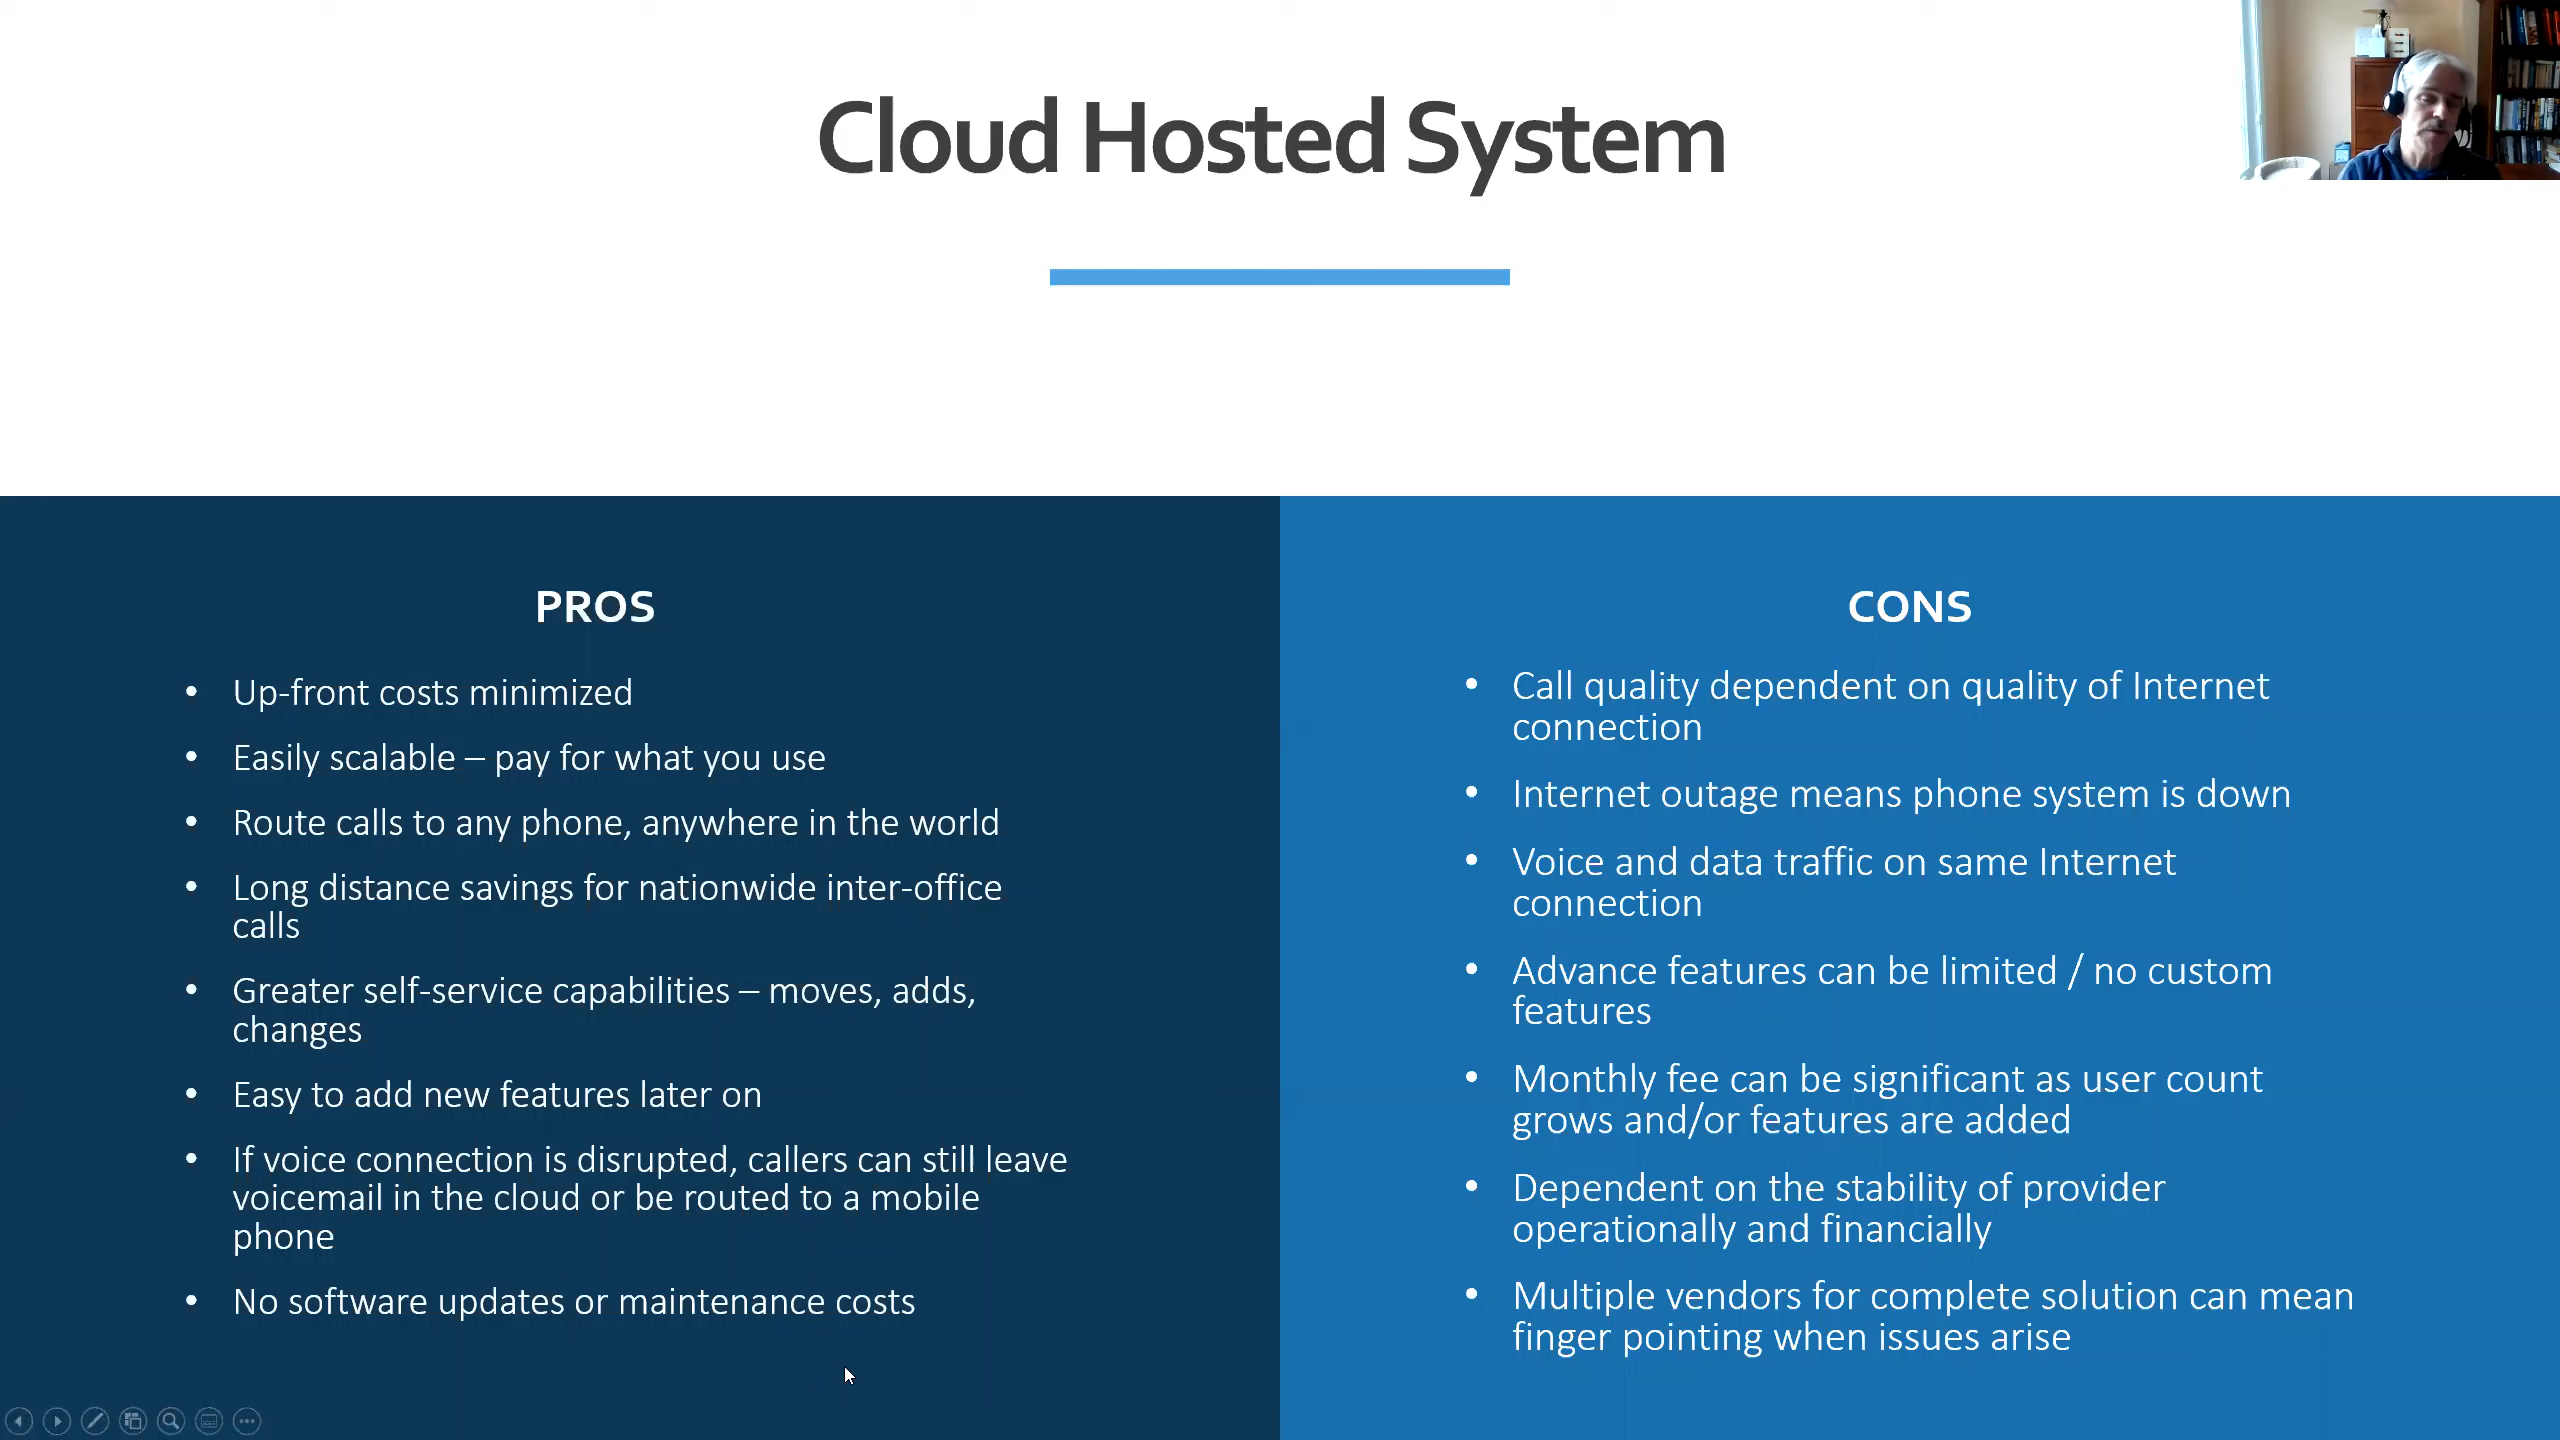 Cloud Hosted System
PROS
• Up-front costs minimized
• Easily scalable – pay for what you use
• Route calls to any phone, anywhere in the world
• Long distance savings for nationwide inter-office
calls
• Greater self-service capabilities – moves, adds,
changes
• Easy to add new features later on
• If voice connection is disrupted, callers can still leave
voicemail in the cloud or be routed to a mobile
phone
• No software updates or maintenance costs
CONS
• Call quality dependent on quality of Internet
connection
• Internet outage means phone system is down
• Voice and data traffic on same Internet
connection
• Advance features can be limited / no custom
features
• Monthly fee can be significant as user count
grows and/or features are added
• Dependent on the stability of provider
operationally and financially
• Multiple vendors for complete solution can mean
finger pointing when issues arise